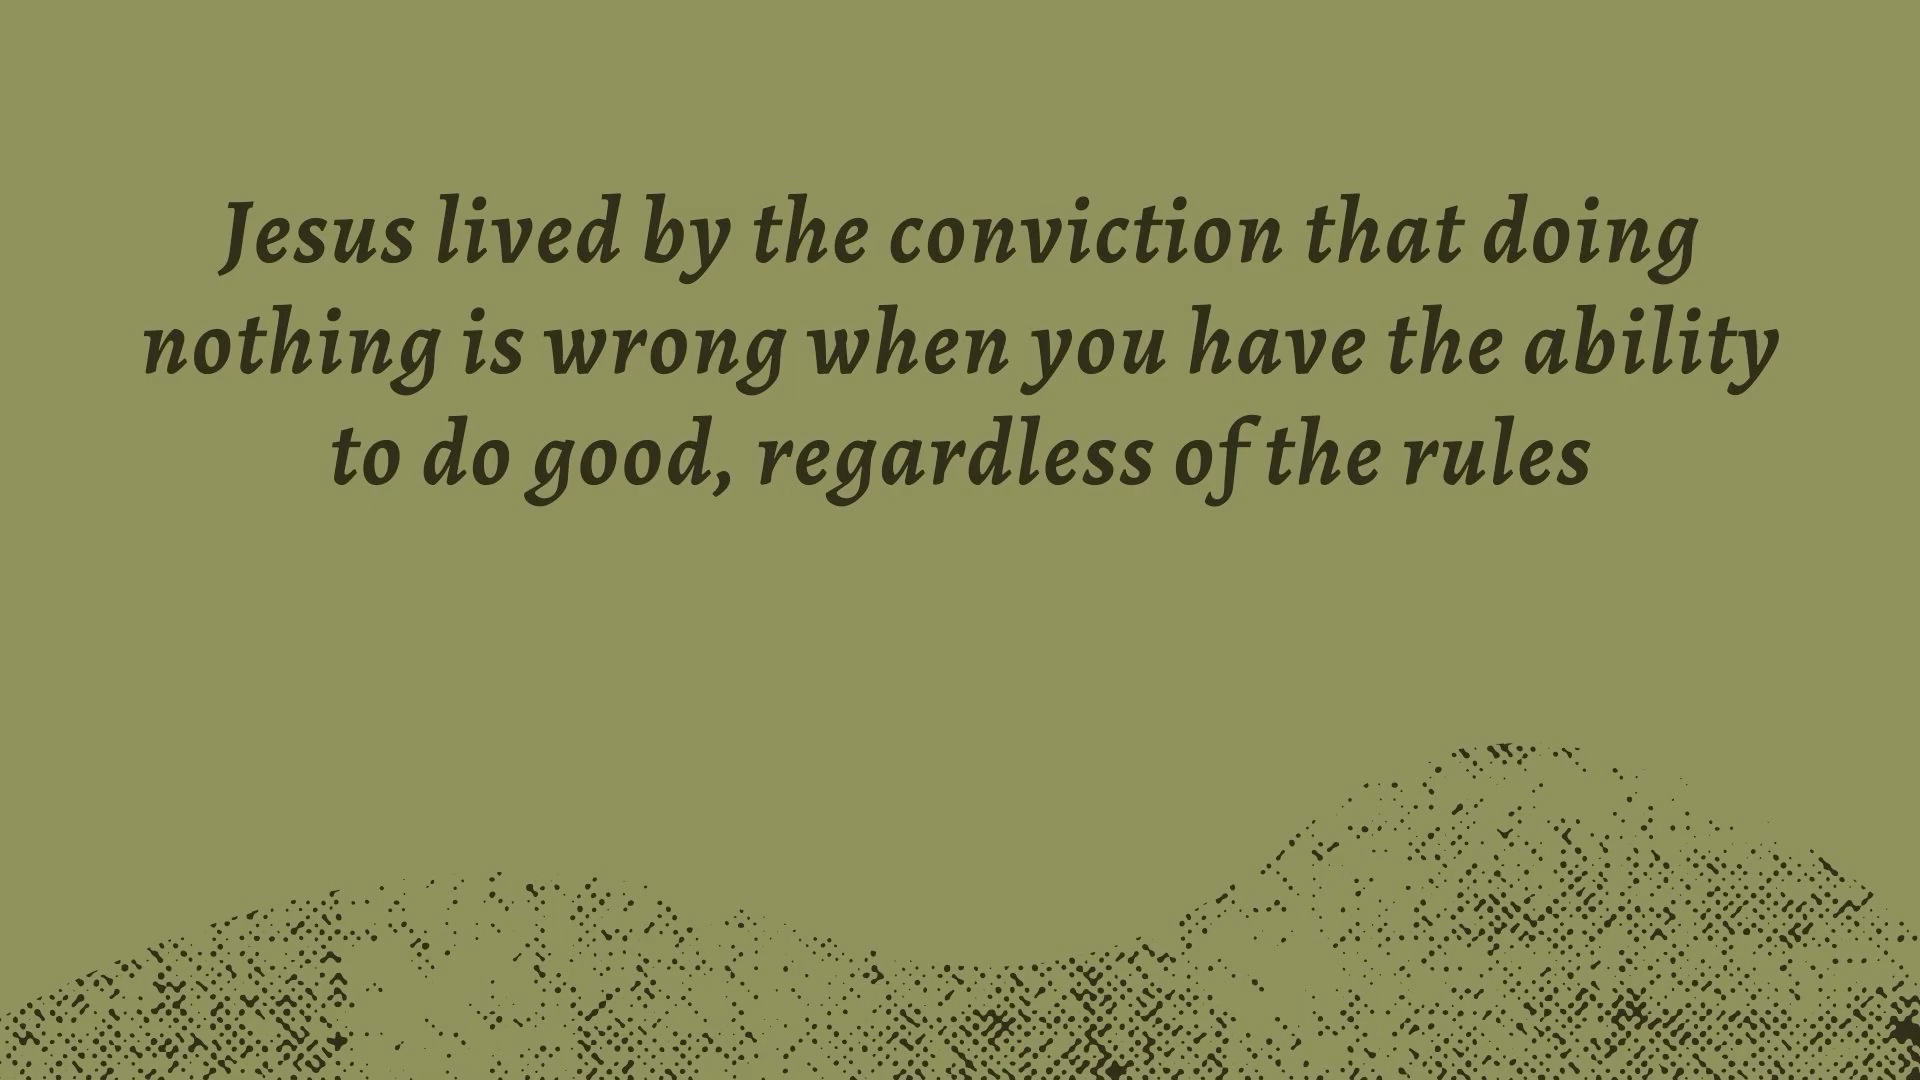 Jesus lived by the conviction that doing
nothing is wrong when you have the ability
to do good, regardless of the rules